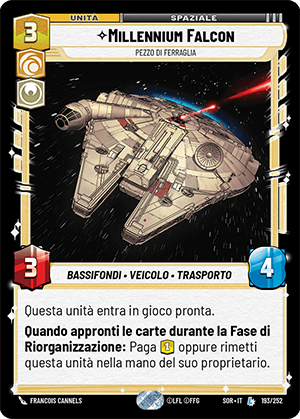 UNITÀ SPAZIALE
3
✧MILLENNIUM FALCON
PEZZO DI FERRAGLIA
3
BASSIFONDI • VEICOLO • TRASPORTO
4
Questa unità entra in gioco pronta.
Quando appronti le carte durante la Fase di
Riorganizzazione: Paga 1 oppure rimetti
questa unità nella mano del suo proprietario.
FRANCOIS CANNELS ©LFL ©FFG SOR • IT L 193/252